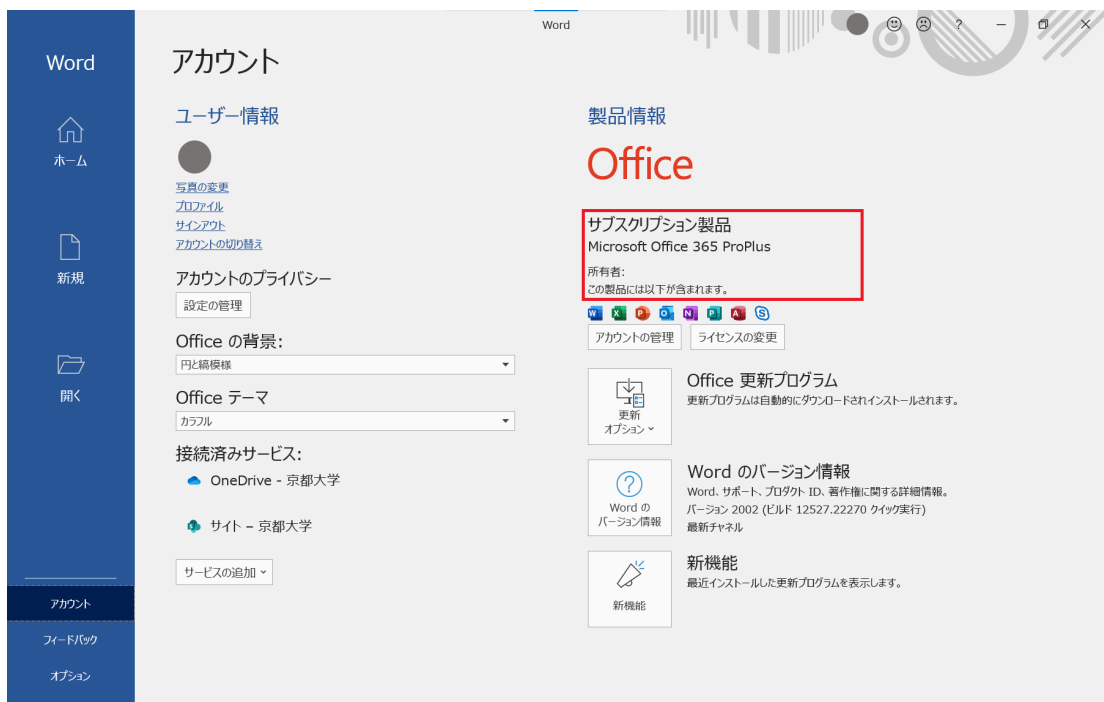 Word
Word
ホーム
新規
開く
アカウント
フィードバック
オプション
アカウント
ユーザー情報
写真の変更
プロファイル
サインアウト
アカウントの切り替え
アカウントのプライバシー
設定の管理
Office の背景:
円と縞模様
Office テーマ
カラフル
接続済みサービス:
OneDrive - 京都大学
サイト – 京都大学
サービスの追加
製品情報
Office
サブスクリプション製品
Microsoft Office 365 ProPlus
所有者:
この製品には以下が含まれます。
アカウントの管理 ライセンスの変更
更新
オプション
Office 更新プログラム
更新プログラムは自動的にダウンロードされインストールされます。
Word の
バージョン情報
Word のバージョン情報
Word、サポート、プロダクト ID、著作権に関する詳細情報。
バージョン 2002 (ビルド 12527.22270 クイック実行)
最新チャネル
新機能
新機能
最近インストールした更新プログラムを表示します。